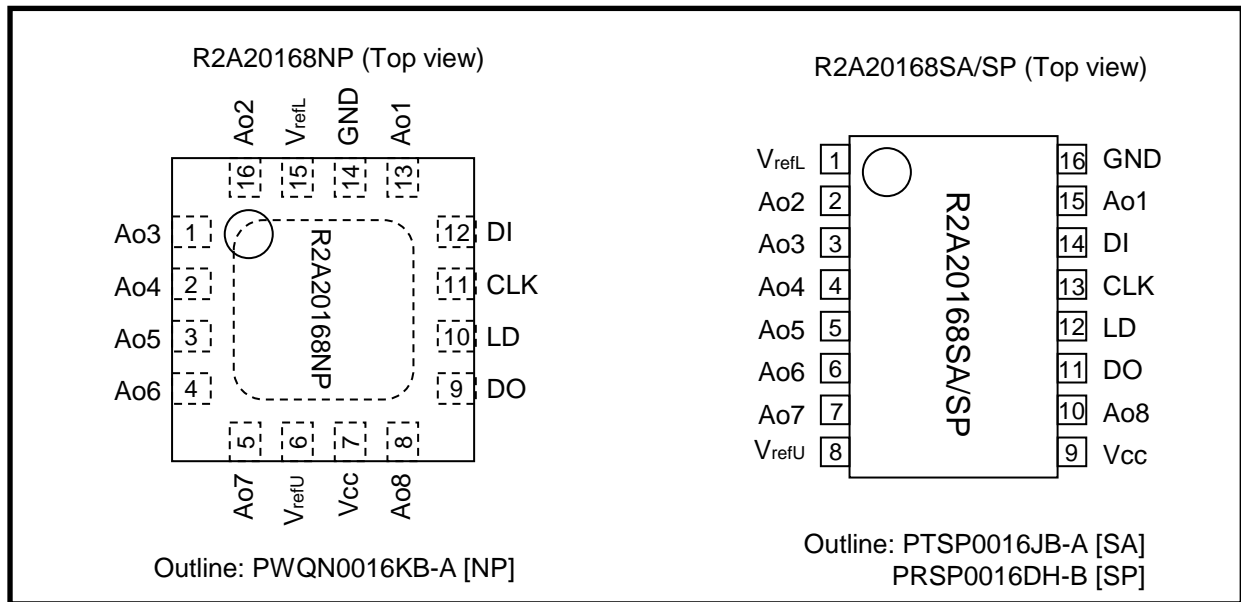 R2A20168NP (Top view)
Ao2 VrefL GND Ao1
16 15 14 13
Ao3 1
Ao4 2
Ao5 3
Ao6 4
R2A20168NP
12 DI
11 CLK
10 LD
9 DO
5 6 7 8
Ao7 VrefU Vcc Ao8
Outline: PWQN0016KB-A [NP]
R2A20168SA/SP (Top view)
VrefL 1
Ao2 2
Ao3 3
Ao4 4
Ao5 5
Ao6 6
Ao7 7
VrefU 8
R2A20168SA/SP
16 GND
15 Ao1
14 DI
13 CLK
12 LD
11 DO
10 Ao8
9 Vcc
Outline: PTSP0016JB-A [SA]
PRSP0016DH-B [SP]